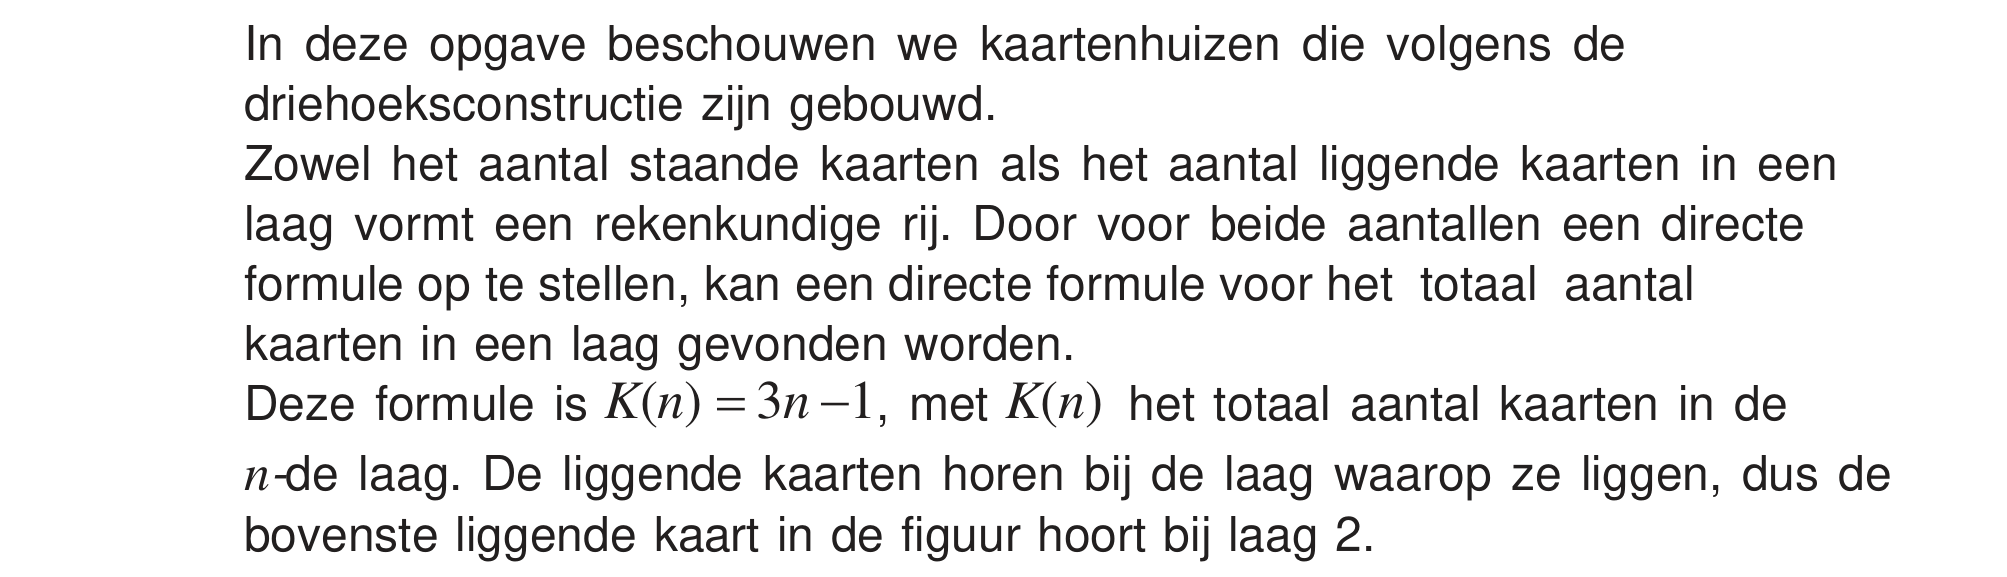 In deze opgave beschouwen we kaartenhuizen die volgens de
driehoeksconstructie zijn gebouwd.
Zowel het aantal staande kaarten als het aantal liggende kaarten in een
laag vormt een rekenkundige rij. Door voor beide aantallen een directe
formule op te stellen, kan een directe formule voor het totaal aantal
kaarten in een laag gevonden worden.
Deze formule is K(n) = 3n − 1, met K(n) het totaal aantal kaarten in de
n-de laag. De liggende kaarten horen bij de laag waarop ze liggen, dus de
bovenste liggende kaart in de figuur hoort bij laag 2.